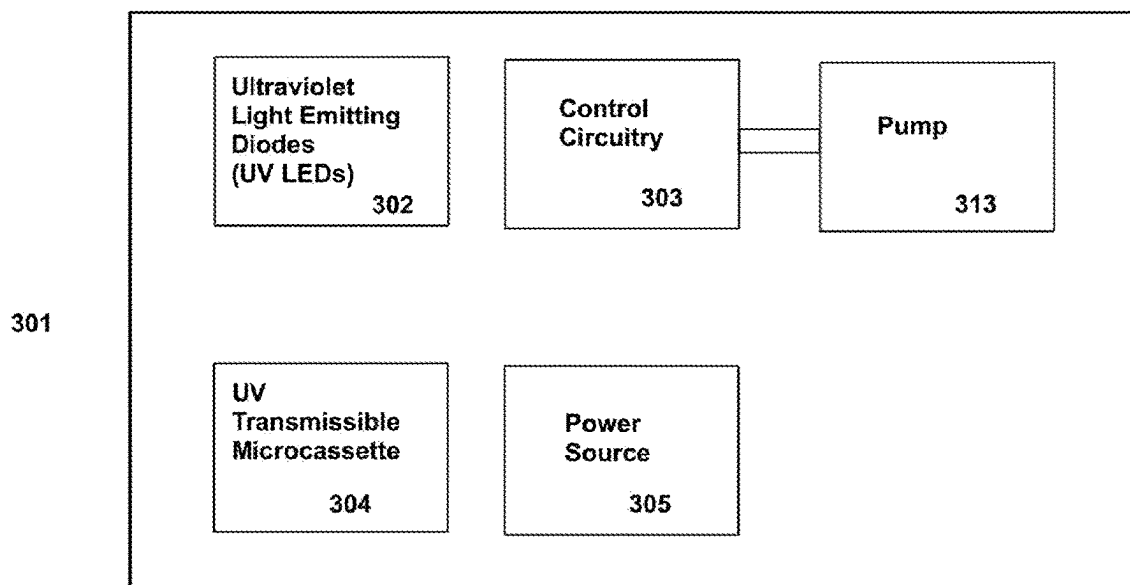 Ultraviolet
Light Emitting
Diodes
(UV LEDs)
302
Control
Circuitry
303
Pump
313
301
UV
Transmissible
Microcassette
304
Power
Source
305